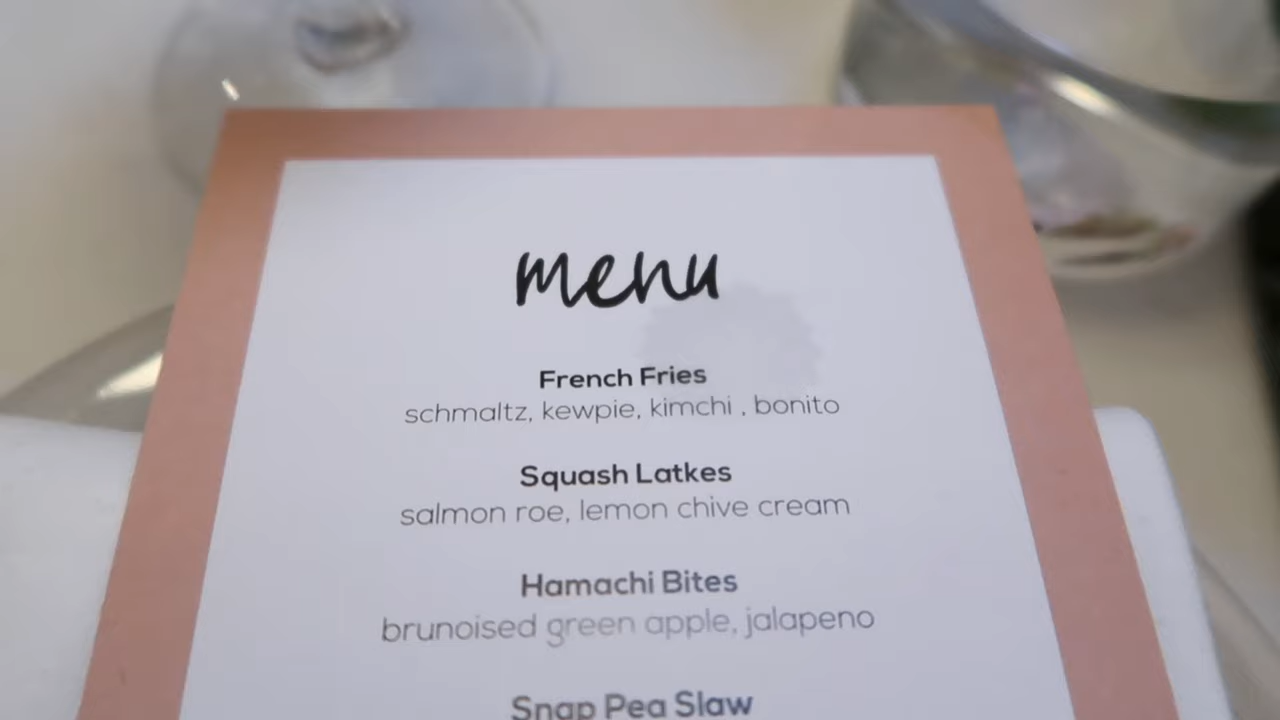 menu
French Fries
schmaltz, kewpie, kimchi , bonito
Squash Latkes
salmon roe, lemon chive cream
Hamachi Bites
brunoised green apple, jalapeno
Snap Pea Slaw